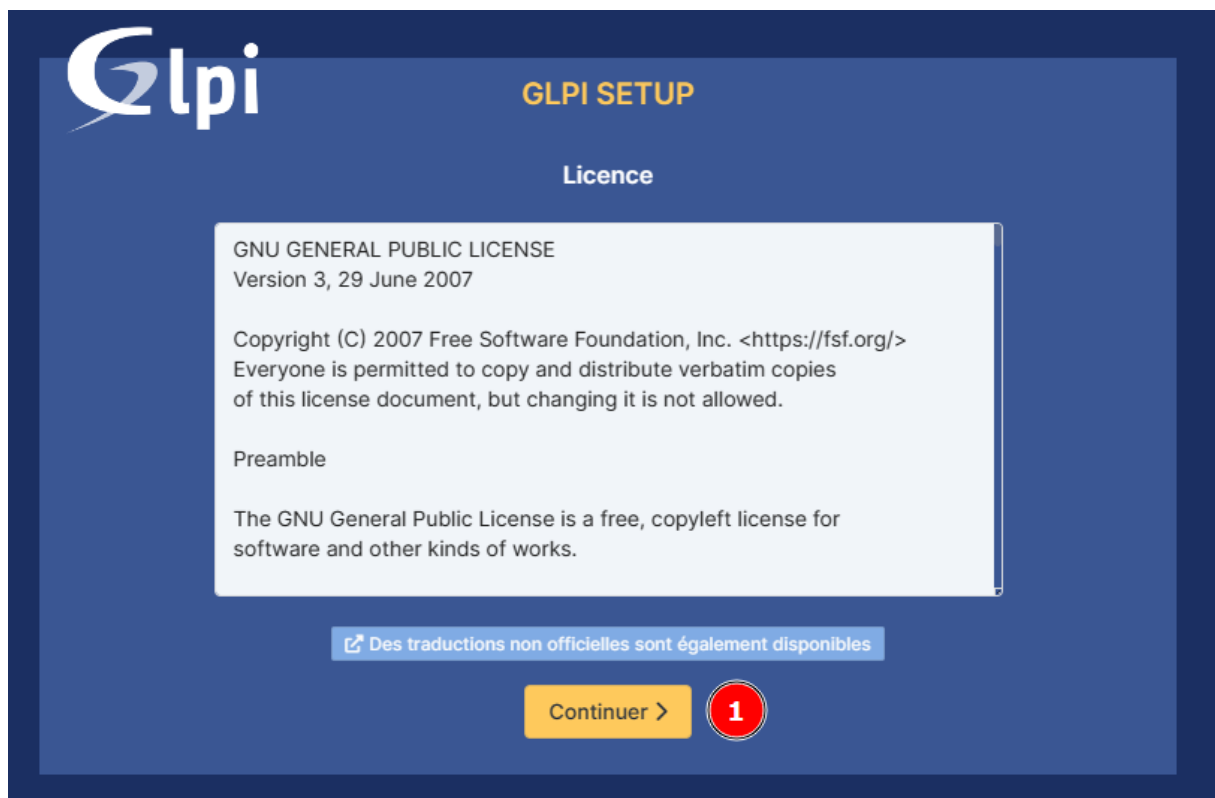 Glpi
GLPI SETUP
Licence
GNU GENERAL PUBLIC LICENSE
Version 3, 29 June 2007
Copyright (C) 2007 Free Software Foundation, Inc. <https://fsf.org/>
Everyone is permitted to copy and distribute verbatim copies
of this license document, but changing it is not allowed.
Preamble
The GNU General Public License is a free, copyleft license for
software and other kinds of works.
Des traductions non officielles sont également disponibles
Continuer
1